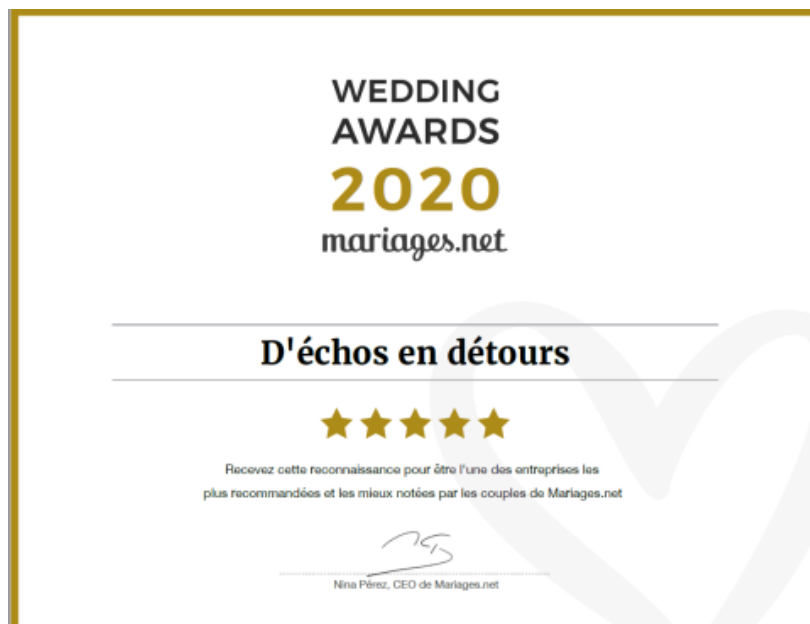 WEDDING
AWARDS
2020
mariages.net
D'échos en détours
Recevez cette reconnaissance pour être l'une des entreprises les
plus recommandées et les mieux notées par les couples de Mariages.net
Nina Pérez, CEO de Mariages.net